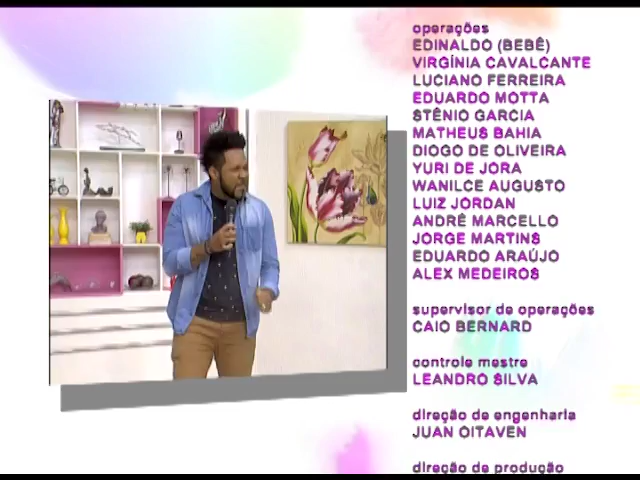 operações
EDINALDO (BEBÊ)
VIRGÍNIA CAVALCANTE
LUCIANO FERREIRA
EDUARDO MOTTA
STÊNIO GARCIA
MATHEUS BAHIA
DIOGO DE OLIVEIRA
YURI DE JORA
WANILCE AUGUSTO
LUIZ JORDAN
ANDRÉ MARCELLO
JORGE MARTINS
EDUARDO ARAÚJO
ALEX MEDEIROS
supervisor de operações
CAIO BERNARD
controle mestre
LEANDRO SILVA
direção de engenharia
JUAN OITAVEN
direção de produção